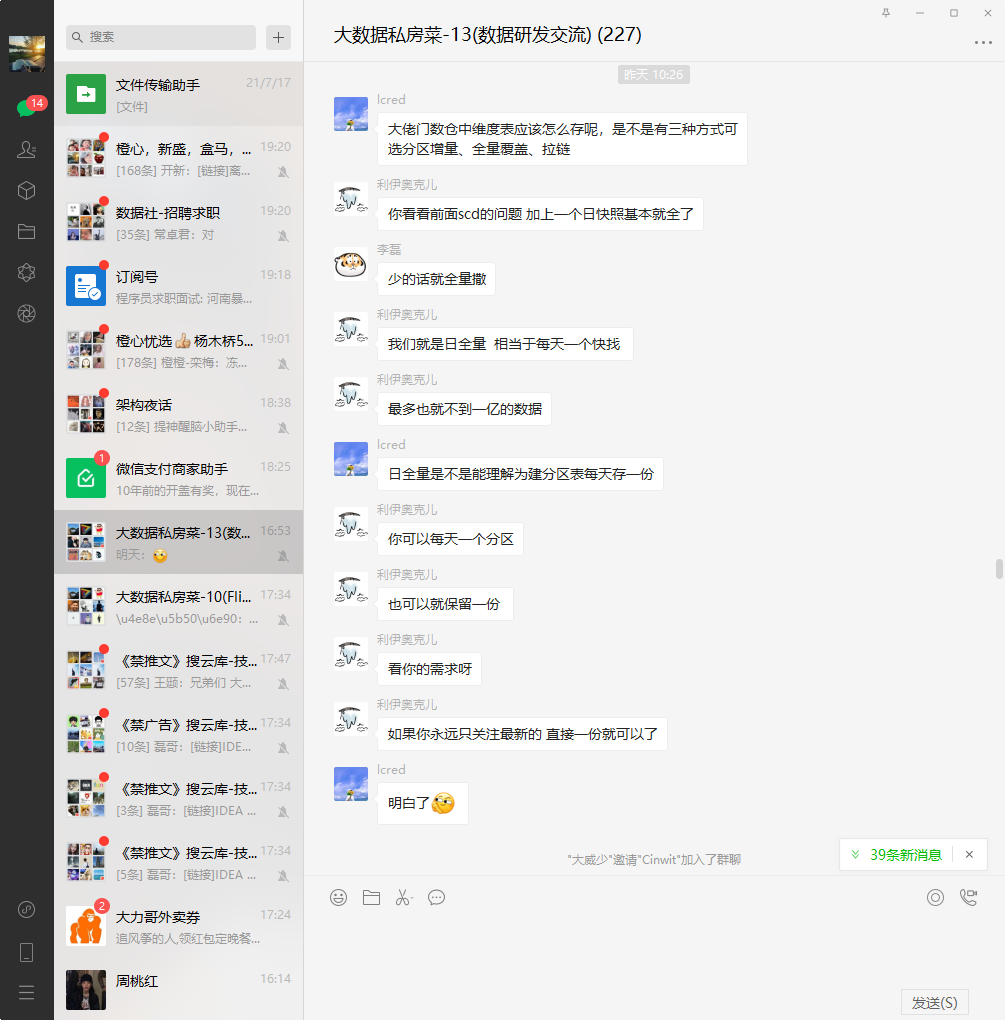 搜索
14
文件传输助手
21/7/17
[文件]
橙心，新盛，盒马，...
19:20
[168条] 开新：[链接]离...
数据社-招聘求职
19:20
[35条] 常卓君：对
订阅号
19:18
程序员求职面试: 河南暴...
橙心忧选👍🏼杨木桥5...
19:01
[178条] 橙橙-栾梅：冻...
架构夜话
18:38
[12条] 提神醒脑小助手...
1
微信支付商家助手
18:25
10年前的开盖有奖，现在...
大数据私房菜-13(数...
16:53
明天：
大数据私房菜-10(Fli...
17:34
\u4e8e\u5b50\u6e90：...
《禁推文》搜云库-技...
17:47
[57条] 王颋：兄弟们 大...
《禁广告》搜云库-技...
17:34
[10条] 磊哥：[链接]IDE...
《禁推文》搜云库-技...
17:34
[3条] 磊哥：[链接]IDEA ...
《禁推文》搜云库-技...
17:34
[5条] 磊哥：[链接]IDEA ...
2
大力哥外卖券
17:24
追风筝的人,领红包定晚餐...
周桃红
16:14
大数据私房菜-13(数据研发交流) (227)
昨天 10:26
lcred
大佬门数仓中维度表应该怎么存呢，是不是有三种方式可
选分区增量、全量覆盖、拉链
利伊奥克儿
你看看前面scd的问题 加上一个日快照基本就全了
李磊
少的话就全量撒
利伊奥克儿
我们就是日全量 相当于每天一个快找
利伊奥克儿
最多也就不到一亿的数据
lcred
日全量是不是能理解为建分区表每天存一份
利伊奥克儿
你可以每天一个分区
利伊奥克儿
也可以就保留一份
利伊奥克儿
看你的需求呀
利伊奥克儿
如果你永远只关注最新的 直接一份就可以了
lcred
明白了
"大威少"邀请"Cinwit"加入了群聊
39条新消息
发送(S)